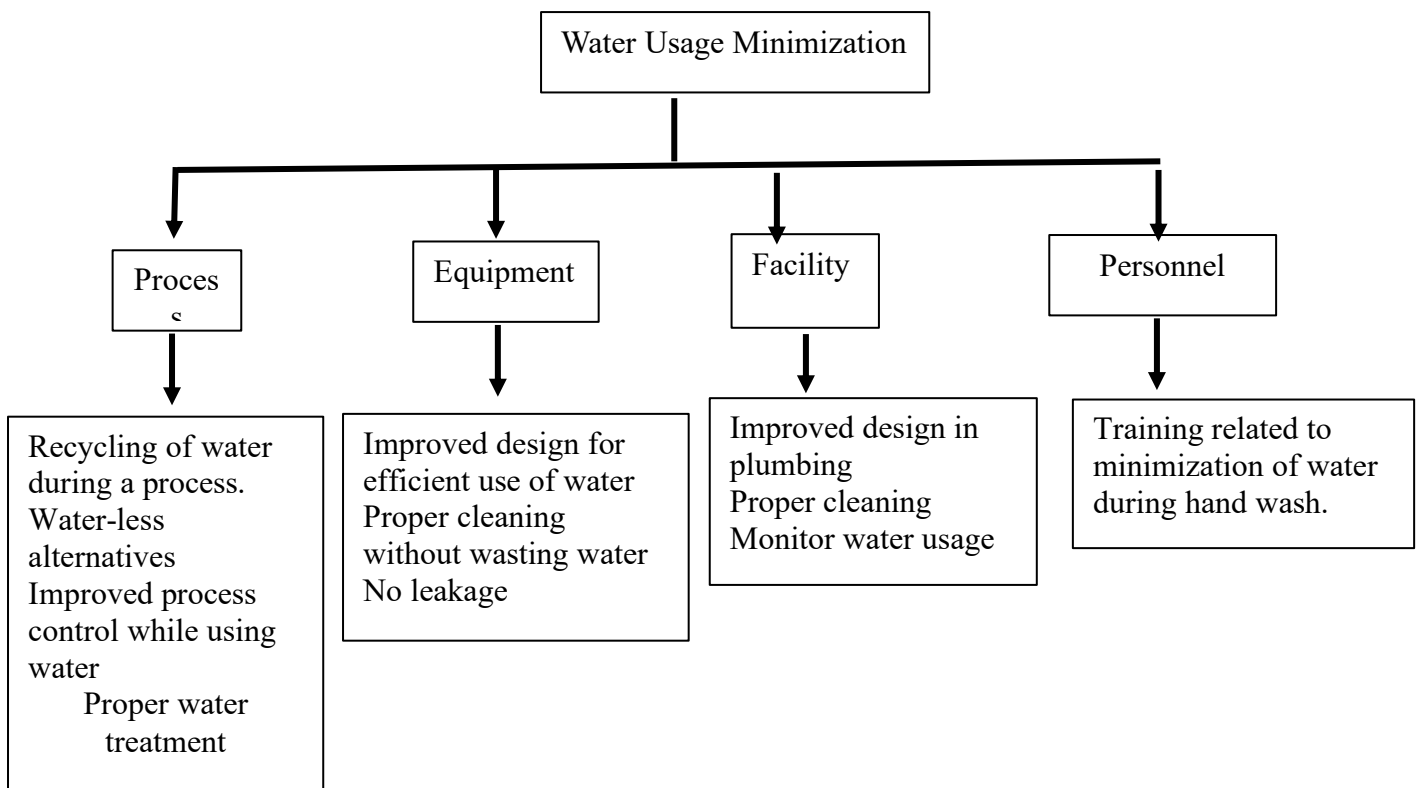 Water Usage Minimization
Proces
s
Equipment
Facility
Personnel
Recycling of water
during a process.
Water-less
alternatives
Improved process
control while using
water
Proper water
treatment
Improved design for
efficient use of water
Proper cleaning
without wasting water
No leakage
Improved design in
plumbing
Proper cleaning
Monitor water usage
Training related to
minimization of water
during hand wash.